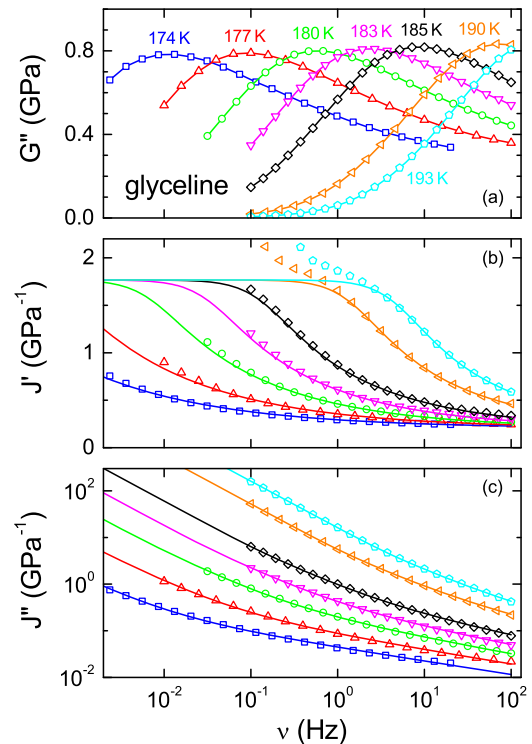 174 K 177 K 180 K 183 K 185 K 190 K
0.8
0.4
0.0
G" (GPa)
glyceline
193 K
(a)
2
1
0
J' (GPa⁻¹)
(b)
10²
10⁰
10⁻²
J" (GPa⁻¹)
(c)
10⁻² 10⁻¹ 10⁰ 10¹ 10²
ν (Hz)